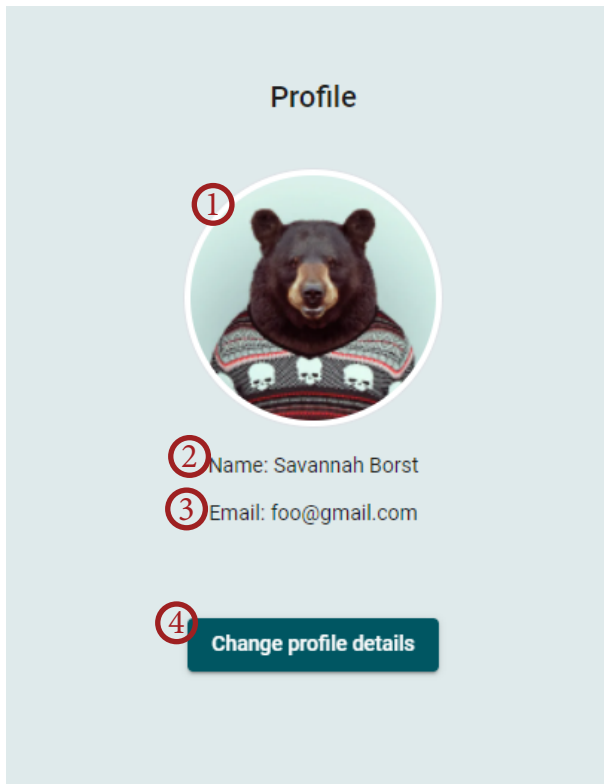 Profile
1
2 Name: Savannah Borst
3 Email: foo@gmail.com
4
Change profile details